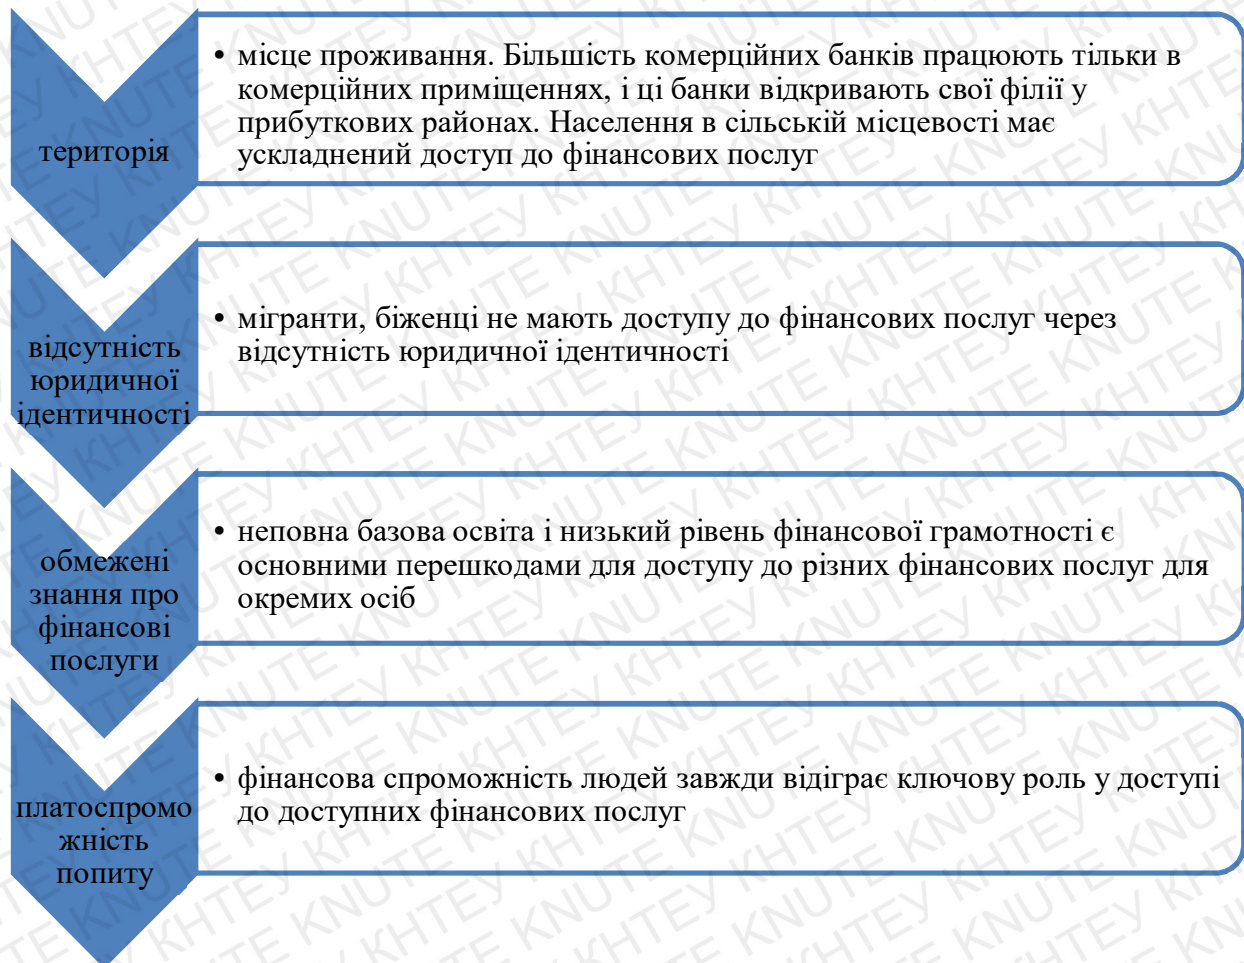 територія
• місце проживання. Більшість комерційних банків працюють тільки в
комерційних приміщеннях, і ці банки відкривають свої філії у
прибуткових районах. Населення в сільській місцевості має
ускладнений доступ до фінансових послуг
відсутність
юридичної
ідентичності
• мігранти, біженці не мають доступу до фінансових послуг через
відсутність юридичної ідентичності
обмежені
знання про
фінансові
послуги
• неповна базова освіта і низький рівень фінансової грамотності є
основними перешкодами для доступу до різних фінансових послуг для
окремих осіб
платоспромо
жність
попиту
• фінансова спроможність людей завжди відіграє ключову роль у доступі
до доступних фінансових послуг